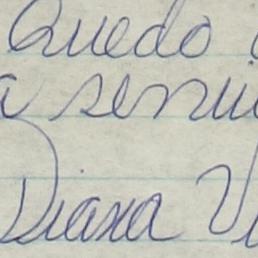 Quedo
a servi
Diana V